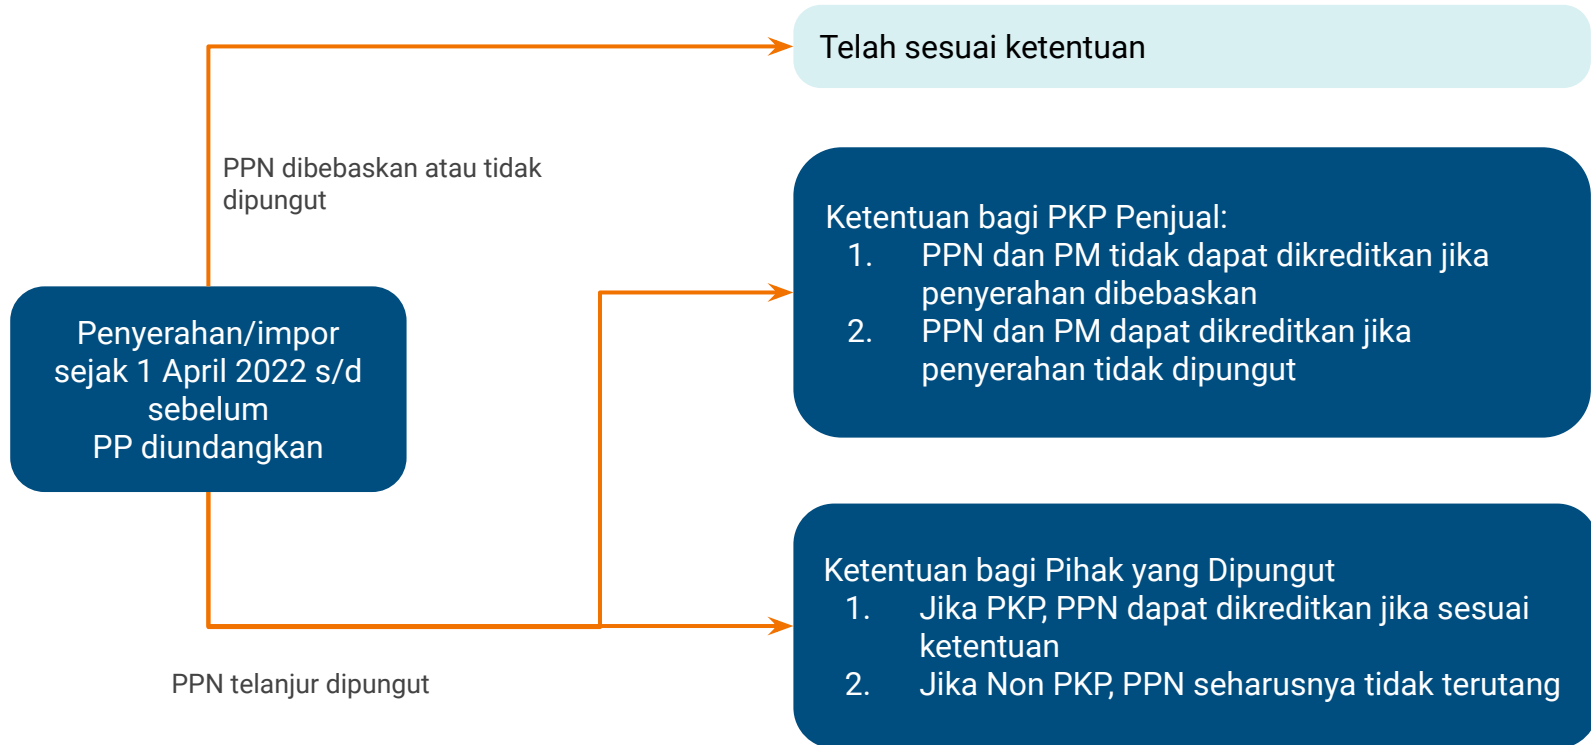 Telah sesuai ketentuan
PPN dibebaskan atau tidak
dipungut
Ketentuan bagi PKP Penjual:
1. PPN dan PM tidak dapat dikreditkan jika
penyerahan dibebaskan
2. PPN dan PM dapat dikreditkan jika
penyerahan tidak dipungut
Penyerahan/impor
sejak 1 April 2022 s/d
sebelum
PP diundangkan
Ketentuan bagi Pihak yang Dipungut
1. Jika PKP, PPN dapat dikreditkan jika sesuai
ketentuan
2. Jika Non PKP, PPN seharusnya tidak terutang
PPN telanjur dipungut